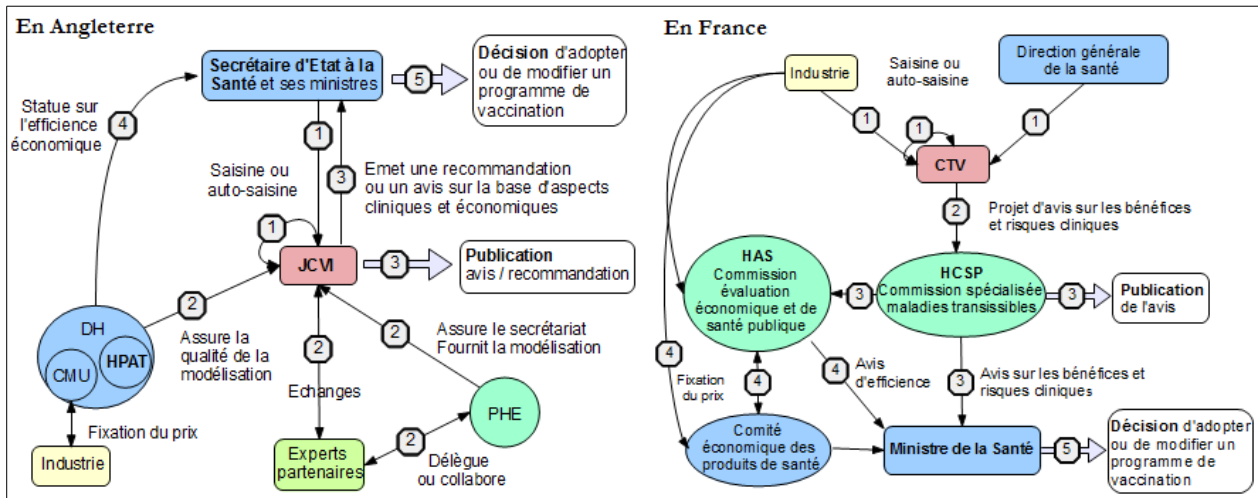 En Angleterre
Secrétaire d'Etat à la
Santé et ses ministres
5
Décision d'adopter
ou de modifier un
programme de
vaccination
Statue sur
l'efficience
économique
4
1
Saisine ou
auto-saisine
3
Emet une recommandation
ou un avis sur la base d'aspects
cliniques et économiques
1
JCVI
3
Publication
avis / recommandation
2
DH
CMU
HPAT
Assure la
qualité de la
modélisation
2
Echanges
2
Assure le secrétariat
Fournit la modélisation
PHE
Fixation du prix
Industrie
Experts
partenaires
2
Délègue
ou collabore
En France
Industrie
Saisine ou
auto-saisine
Direction générale
de la santé
1
1
1
CTV
2
Projet d'avis sur les bénéfices
et risques cliniques
HAS
Commission
évaluation
économique et de
santé publique
3
HCSP
Commission spécialisée
maladies transissibles
3
Publication
de l'avis
4
Fixation
du prix
4
4
Avis
d'efficience
3
Avis sur les bénéfices et
risques cliniques
Comité
économique des
produits de santé
Ministre de la Santé
5
Décision d'adopter
ou de modifier un
programme de
vaccination